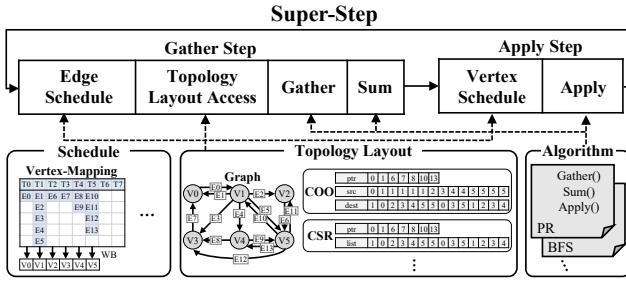 Super-Step
Gather Step
Apply Step
Edge Schedule
Topology Layout Access
Gather
Sum
Vertex Schedule
Apply
Schedule
Vertex-Mapping
T0 T1 T2 T3 T4 T5 T6 T7
E0 E1 E6 E7 E8 E10
E2 E9 E11
E3 E12
E4 E13
E5
WB
V0 V1 V2 V3 V4 V5
...
Topology Layout
Graph
V0 V1 V2
V3 V4 V5
E0
E1
E2
E3
E4
E5
E10
E11
E6
E7
E8
E9
E13
E12
COO
ptr 0 1 6 7 8 10 13
src 0 1 1 1 1 1 2 3 4 4 5 5 5 5
dest 1 0 2 3 4 5 5 0 3 5 1 2 3 4
CSR
ptr 0 1 6 7 8 10 13
list 1 0 2 3 4 5 5 0 3 5 1 2 3 4
⋮
Algorithm
Gather()
Sum()
Apply()
PR
BFS
⋱